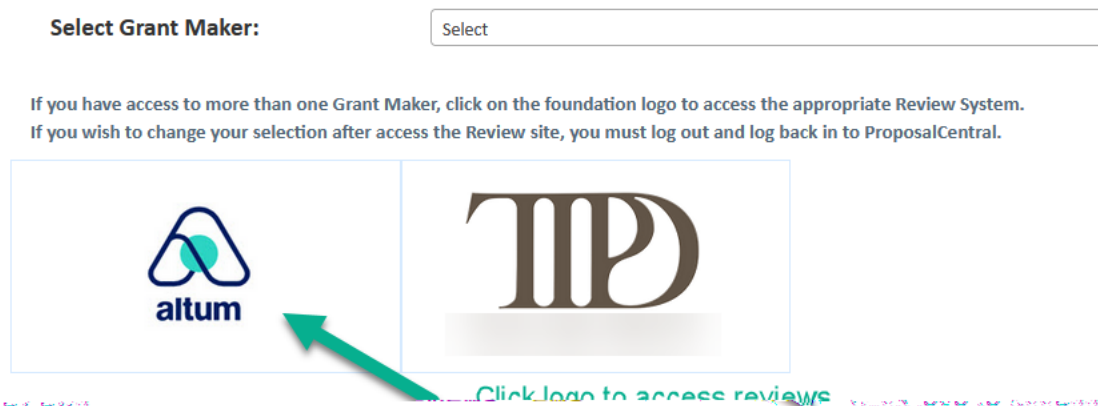 Select Grant Maker:
Select
If you have access to more than one Grant Maker, click on the foundation logo to access the appropriate Review System.
If you wish to change your selection after access the Review site, you must log out and log back in to ProposalCentral.
altum
TPD
Click logo to access reviews